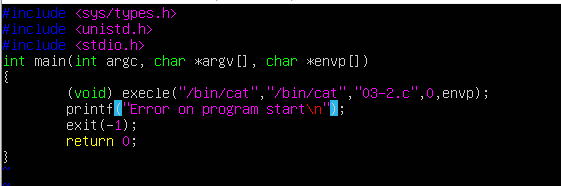 #include <sys/types.h>
#include <unistd.h>
#include <stdio.h>
int main(int argc, char *argv[], char *envp[])
{
        (void) execle("/bin/cat","/bin/cat","03-2.c",0,envp);
        printf("Error on program start\n");
        exit(-1);
        return 0;
}
~
~